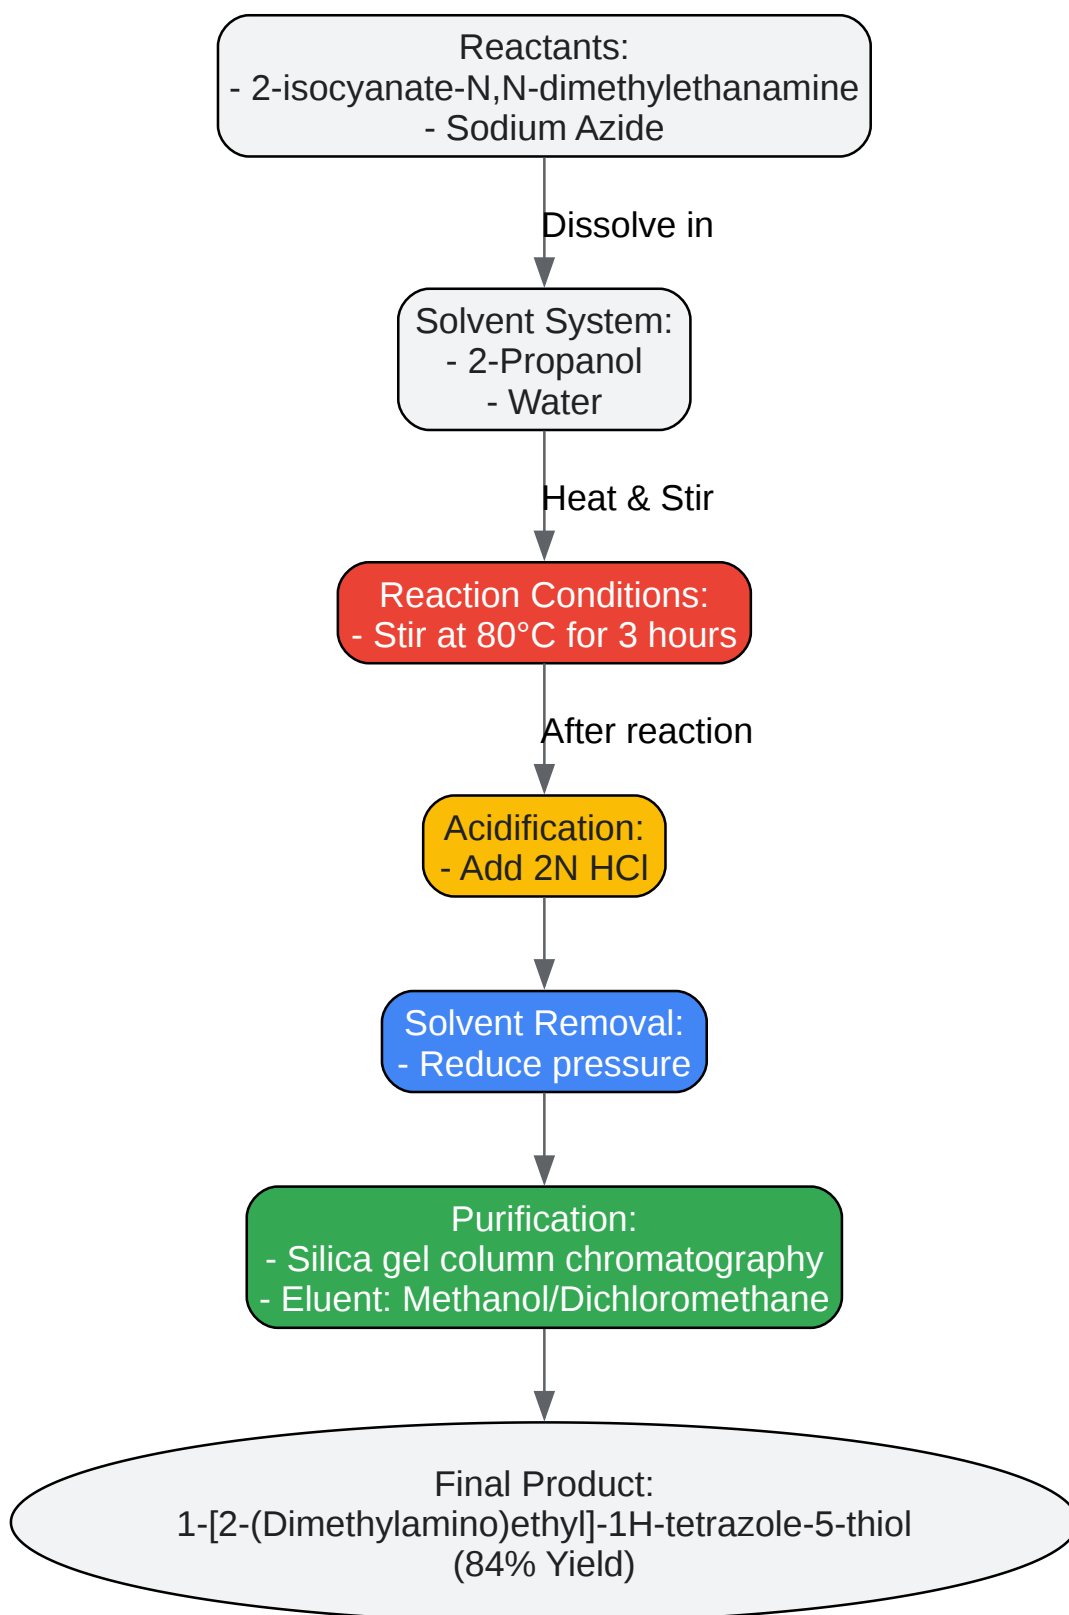 Reactants:
- 2-isocyanate-N,N-dimethylethanamine
- Sodium Azide
Dissolve in
Solvent System:
- 2-Propanol
- Water
Heat & Stir
Reaction Conditions:
- Stir at 80°C for 3 hours
After reaction
Acidification:
- Add 2N HCl
Solvent Removal:
- Reduce pressure
Purification:
- Silica gel column chromatography
- Eluent: Methanol/Dichloromethane
Final Product:
1-[2-(Dimethylamino)ethyl]-1H-tetrazole-5-thiol
(84% Yield)